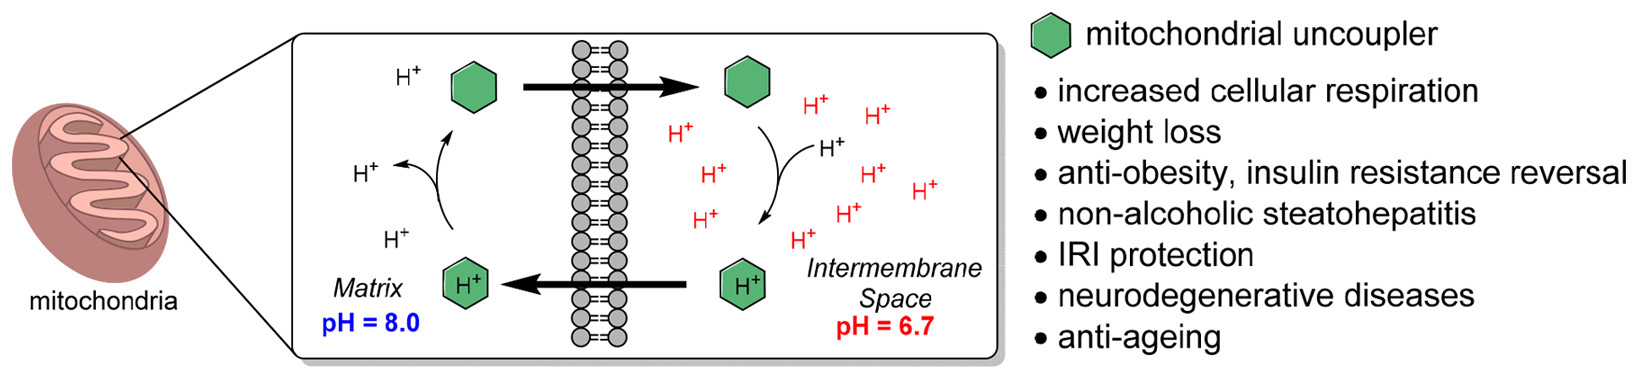 mitochondria
H⁺
H⁺
H⁺
H⁺
Matrix
pH = 8.0
H⁺
H⁺
H⁺
H⁺
H⁺
H⁺
H⁺
H⁺
H⁺
H⁺
H⁺
Intermembrane
Space
pH = 6.7
mitochondrial uncoupler
• increased cellular respiration
• weight loss
• anti-obesity, insulin resistance reversal
• non-alcoholic steatohepatitis
• IRI protection
• neurodegenerative diseases
• anti-ageing